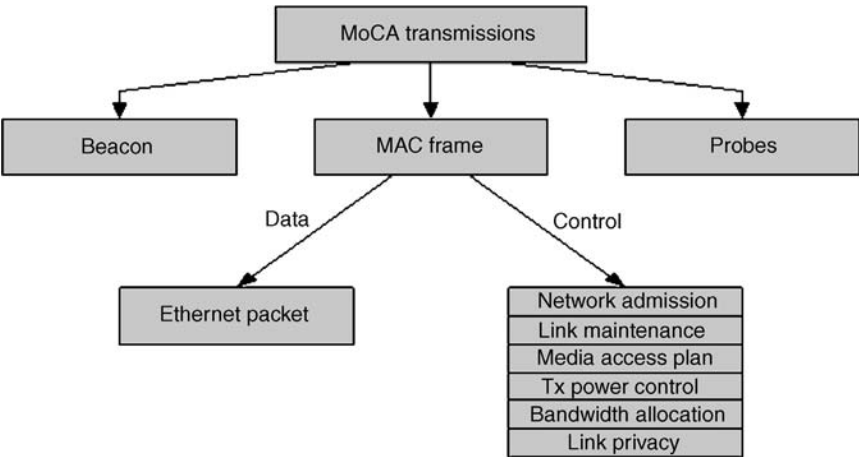 MoCA transmissions
Beacon
MAC frame
Probes
Data
Control
Ethernet packet
Network admission
Link maintenance
Media access plan
Tx power control
Bandwidth allocation
Link privacy